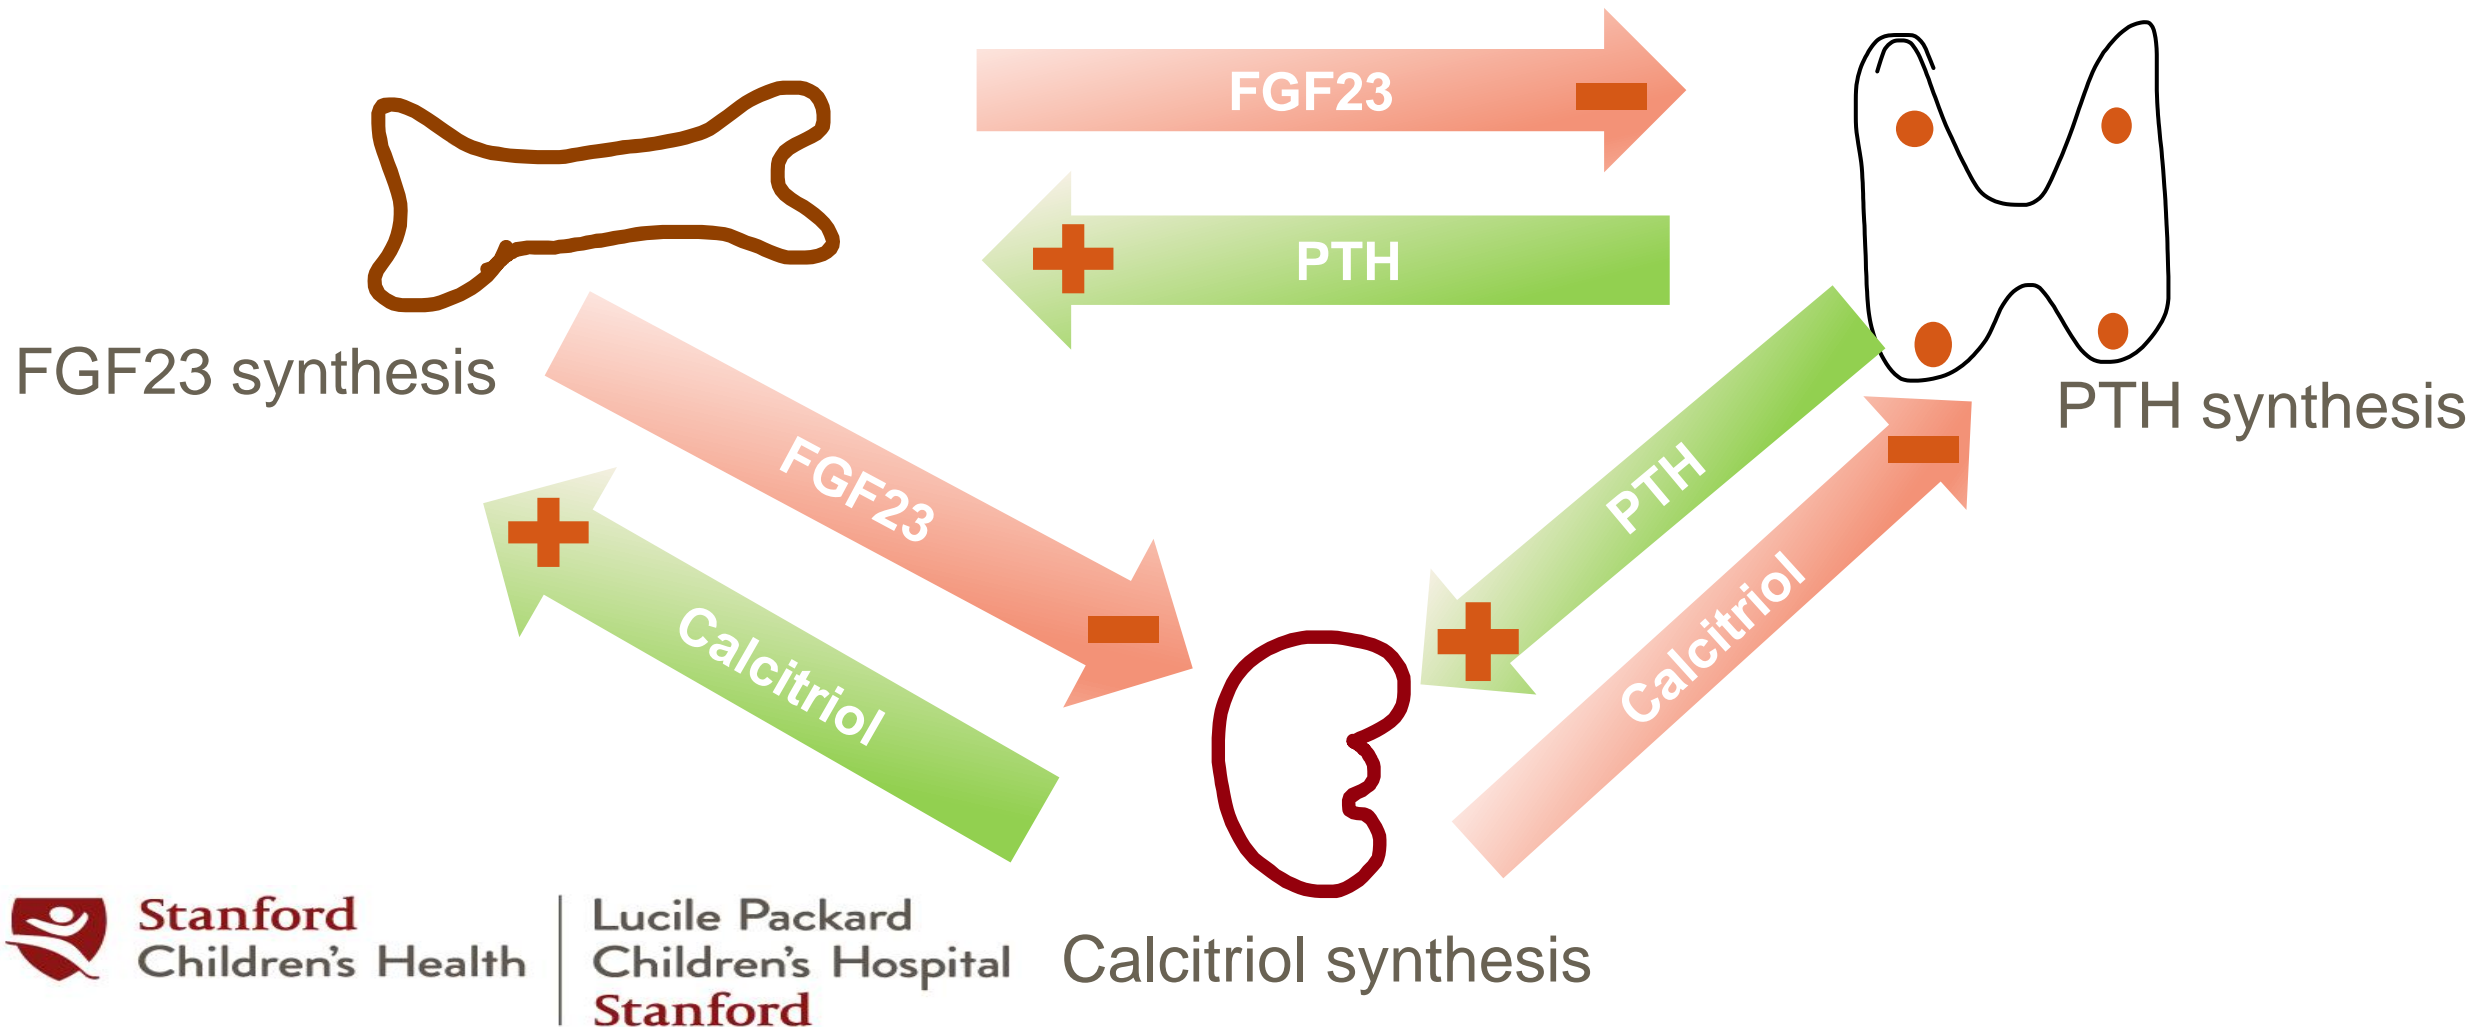 FGF23
PTH
FGF23 synthesis
PTH synthesis
FGF23
PTH
Calcitriol
Calcitriol
Stanford
Children's Health
Lucile Packard
Children's Hospital
Stanford
Calcitriol synthesis